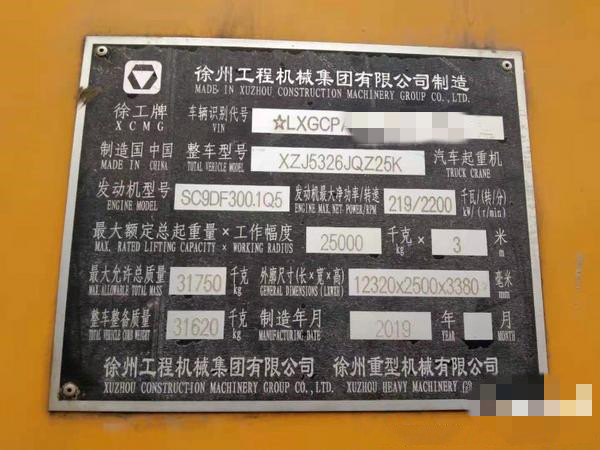 徐州工程机械集团有限公司制造
MADE IN XUZHOU CONSTRUCTION MACHINERY GROUP CO., LTD.
徐工牌 XCMG
车辆识别代号 VIN ☆LXGCP
制造国 中国 MADE IN CHINA
整车型号 TOTAL VEHICLE MODEL XZJ5326JQZ25K 汽车起重机 TRUCK CRANE
发动机型号 ENGINE MODEL SC9DF300.1Q5 发动机最大净功率/转速 ENGINE MAX. NET. POWER/RPM 219/2200 千瓦/(转/分) kW/(r/min)
最大额定总起重量×工作幅度 MAX. RATED LIFTING CAPACITY × WORKING RADIUS 25000 千克 kg × 3 米 m
最大允许总质量 MAX ALLOWABLE TOTAL MASS 31750 千克 kg 外廓尺寸(长×宽×高) GENERAL DIMENSIONS (LXWXH) 12320x2500x3380 毫米 mm
整车整备质量 TOTAL VEHICLE CURB WEIGHT 31620 千克 kg 制造年月 MANUFACTURING DATE 2019 年 YEAR 月 MONTH
徐州工程机械集团有限公司 徐州重型机械有限公司
XUZHOU CONSTRUCTION MACHINERY GROUP CO., LTD. XUZHOU HEAVY MACHINERY